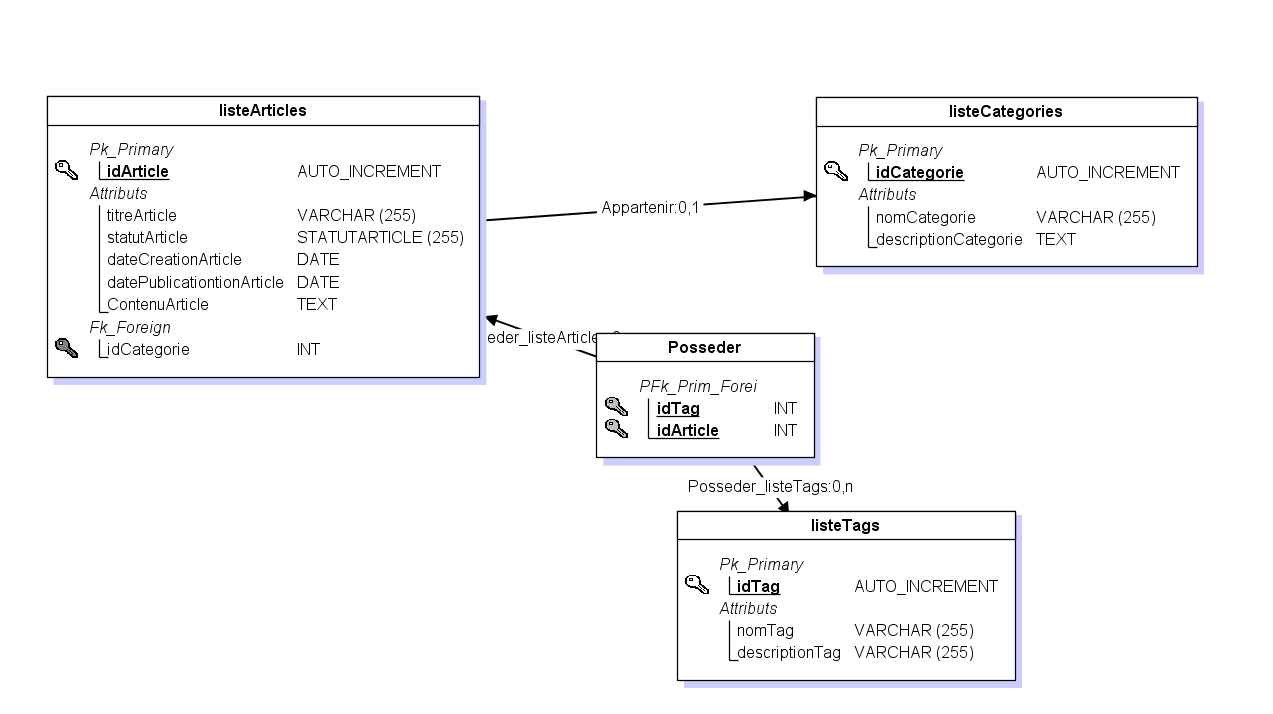 listeArticles
Pk_Primary
idArticle AUTO_INCREMENT
Attributs
titreArticle VARCHAR (255)
statutArticle STATUTARTICLE (255)
dateCreationArticle DATE
datePublicationtionArticle DATE
ContenuArticle TEXT
Fk_Foreign
idCategorie INT
Appartenir:0,1
listeCategories
Pk_Primary
idCategorie AUTO_INCREMENT
Attributs
nomCategorie VARCHAR (255)
descriptionCategorie TEXT
eder_listeArticle
Posseder
PFk_Prim_Forei
idTag INT
idArticle INT
Posseder_listeTags:0,n
listeTags
Pk_Primary
idTag AUTO_INCREMENT
Attributs
nomTag VARCHAR (255)
descriptionTag VARCHAR (255)